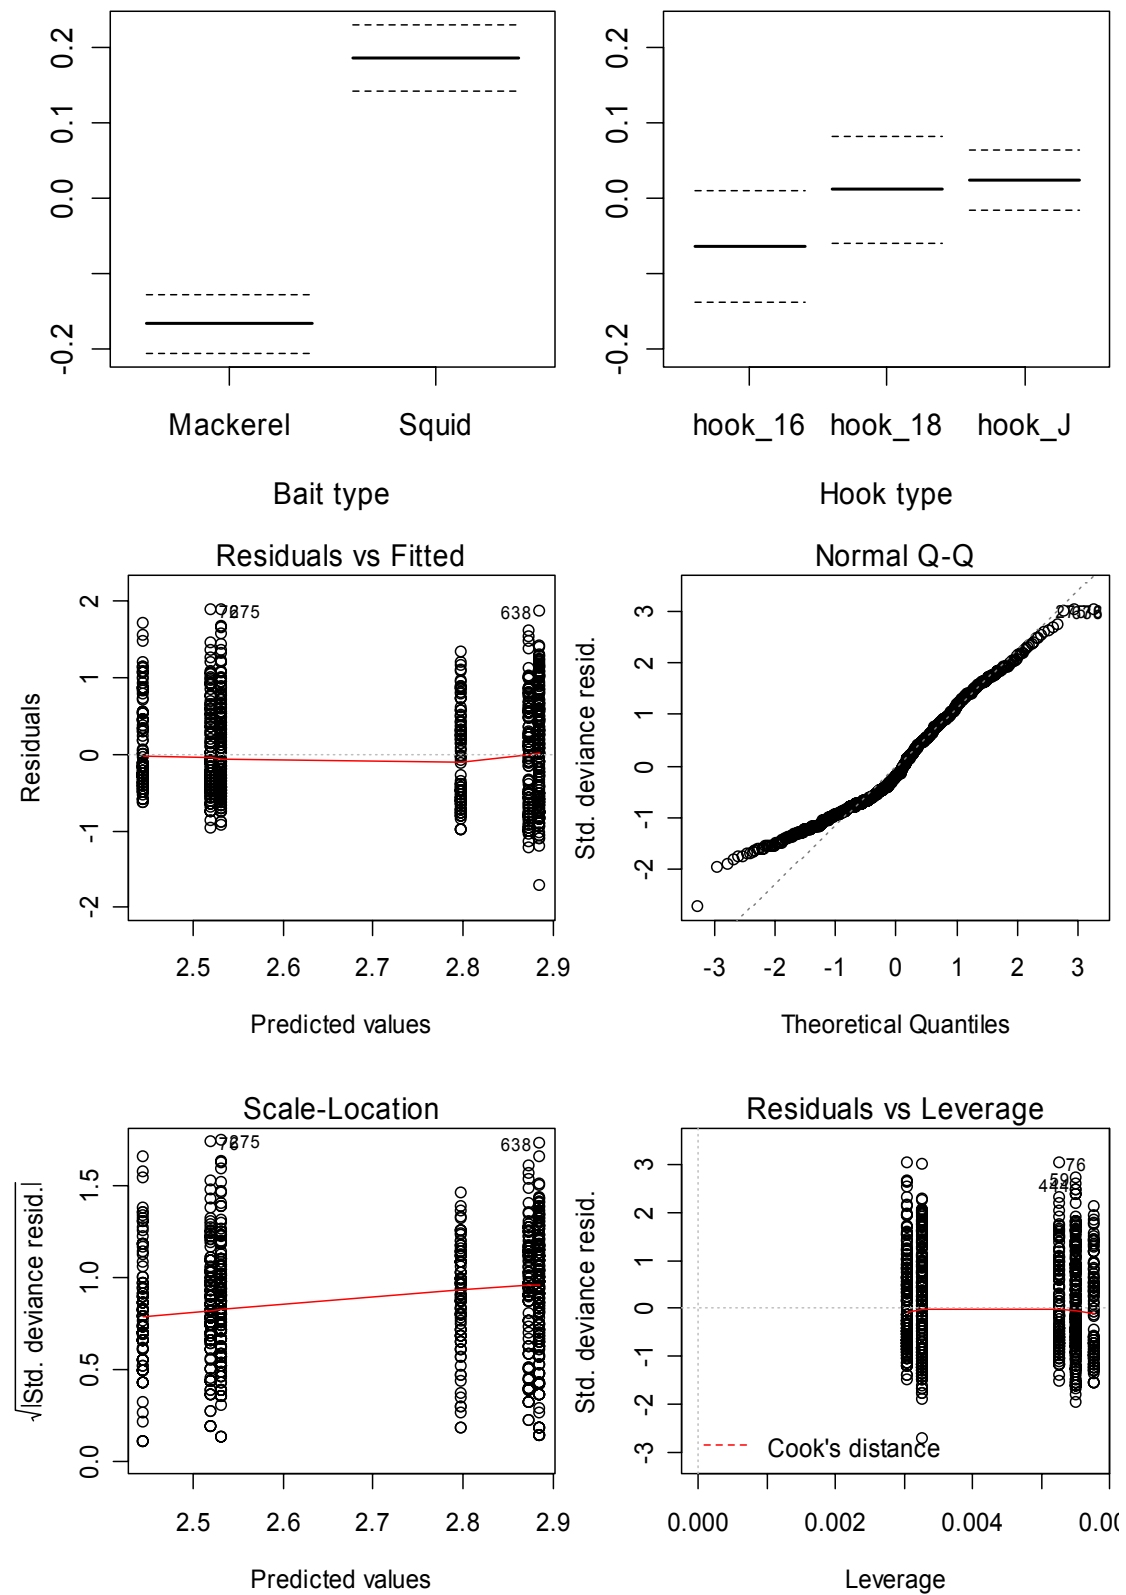 0.2
0.1
0.0
-0.2
Mackerel Squid
Bait type
0.2
0.1
0.0
-0.2
hook_16 hook_18 hook_J
Hook type
Residuals vs Fitted
Residuals
2
1
0
-1
-2
275
638
2.5 2.6 2.7 2.8 2.9
Predicted values
Normal Q-Q
Std. deviance resid.
3
2
1
0
-1
-2
-3 -2 -1 0 1 2 3
Theoretical Quantiles
Scale-Location
√|Std. deviance resid.|
1.5
1.0
0.5
0.0
275
638
2.5 2.6 2.7 2.8 2.9
Predicted values
Residuals vs Leverage
Std. deviance resid.
3
2
1
0
-1
-2
-3
76
59
444
Cook's distance
0.000 0.002 0.004
Leverage